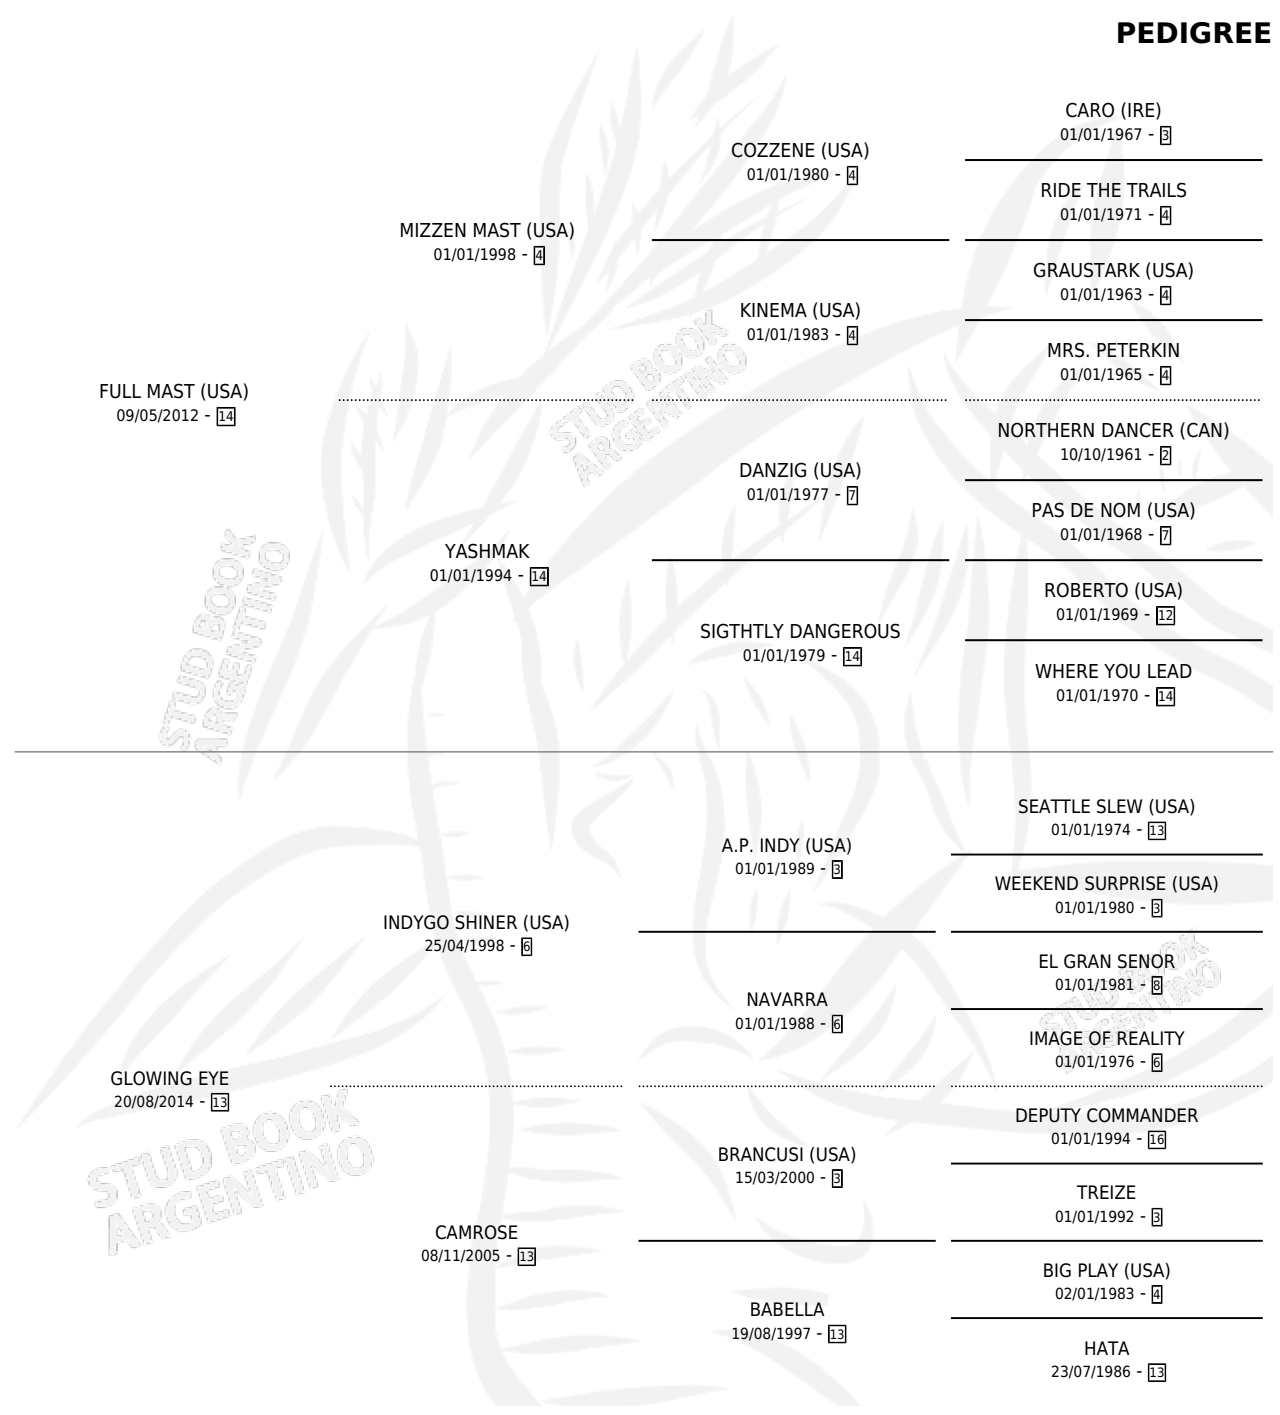 PEDIGREE
CARO (IRE)
01/01/1967 - 3
COZZENE (USA)
01/01/1980 - 4
RIDE THE TRAILS
01/01/1971 - 4
MIZZEN MAST (USA)
01/01/1998 - 4
GRAUSTARK (USA)
01/01/1963 - 4
KINEMA (USA)
01/01/1983 - 4
MRS. PETERKIN
01/01/1965 - 4
FULL MAST (USA)
09/05/2012 - 14
NORTHERN DANCER (CAN)
10/10/1961 - 2
DANZIG (USA)
01/01/1977 - 7
PAS DE NOM (USA)
01/01/1968 - 7
YASHMAK
01/01/1994 - 14
ROBERTO (USA)
01/01/1969 - 12
SIGTHTLY DANGEROUS
01/01/1979 - 14
WHERE YOU LEAD
01/01/1970 - 14
SEATTLE SLEW (USA)
01/01/1974 - 13
A.P. INDY (USA)
01/01/1989 - 3
WEEKEND SURPRISE (USA)
01/01/1980 - 3
INDYGO SHINER (USA)
25/04/1998 - 6
EL GRAN SENOR
01/01/1981 - 8
NAVARRA
01/01/1988 - 6
IMAGE OF REALITY
01/01/1976 - 6
GLOWING EYE
20/08/2014 - 13
DEPUTY COMMANDER
01/01/1994 - 16
BRANCUSI (USA)
15/03/2000 - 3
TREIZE
01/01/1992 - 3
CAMROSE
08/11/2005 - 13
BIG PLAY (USA)
02/01/1983 - 4
BABELLA
19/08/1997 - 13
HATA
23/07/1986 - 13
STUD BOOK
ARGENTINO
STUD BOOK
ARGENTINO
STUD BOOK
ARGENTINO
STUD BOOK
ARGENTINO